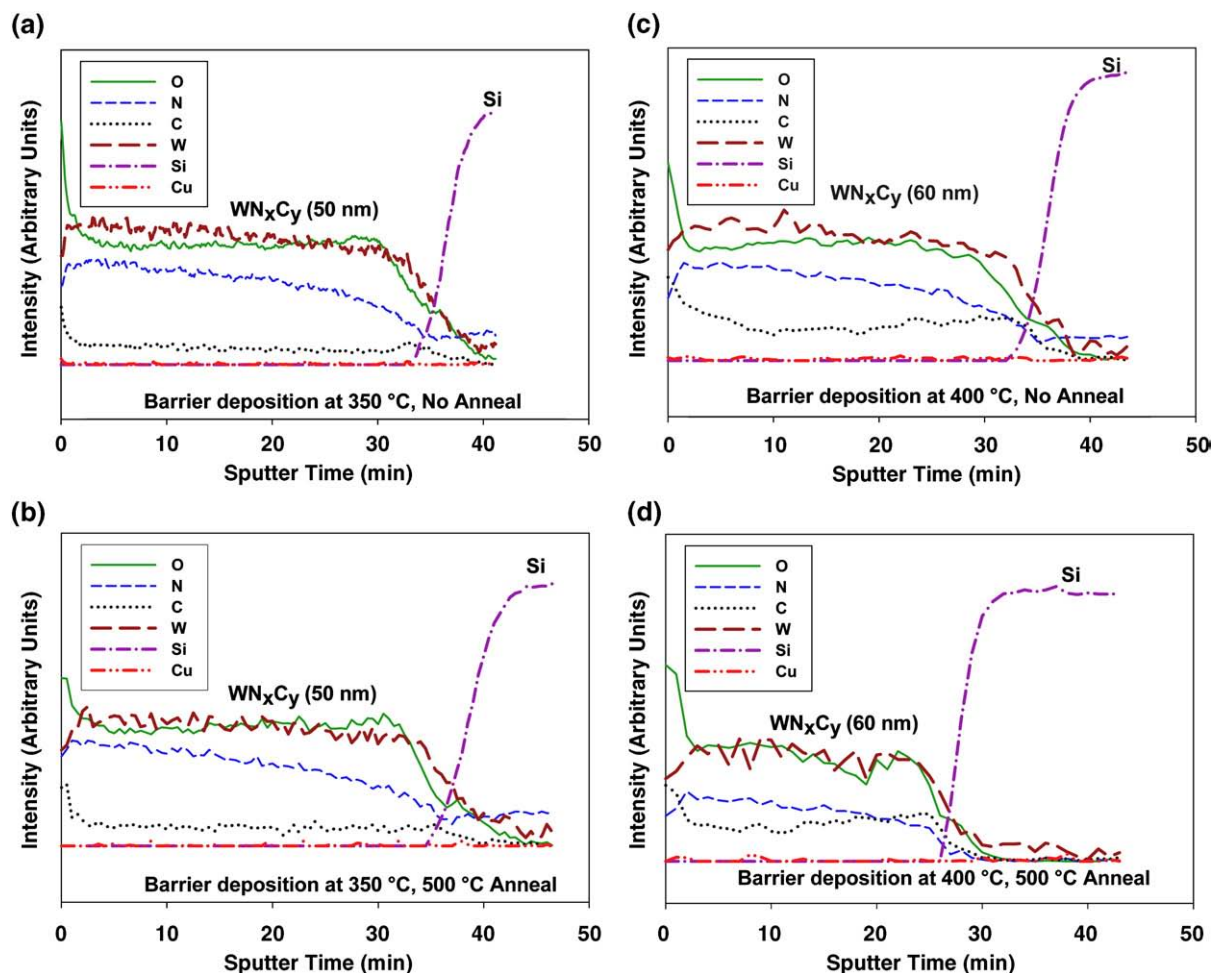 (a)
O
N
C
W
Si
Cu
Si
WNxCy (50 nm)
Barrier deposition at 350 °C, No Anneal
Intensity (Arbitrary Units)
0 10 20 30 40 50
Sputter Time (min)
(c)
O
N
C
W
Si
Cu
Si
WNxCy (60 nm)
Barrier deposition at 400 °C, No Anneal
Intensity (Arbitrary Units)
0 10 20 30 40 50
Sputter Time (min)
(b)
O
N
C
W
Si
Cu
Si
WNxCy (50 nm)
Barrier deposition at 350 °C, 500 °C Anneal
Intensity (Arbitrary Units)
0 10 20 30 40 50
Sputter Time (min)
(d)
O
N
C
W
Si
Cu
Si
WNxCy (60 nm)
Barrier deposition at 400 °C, 500 °C Anneal
Intensity (Arbitrary Units)
0 10 20 30 40 50
Sputter Time (min)